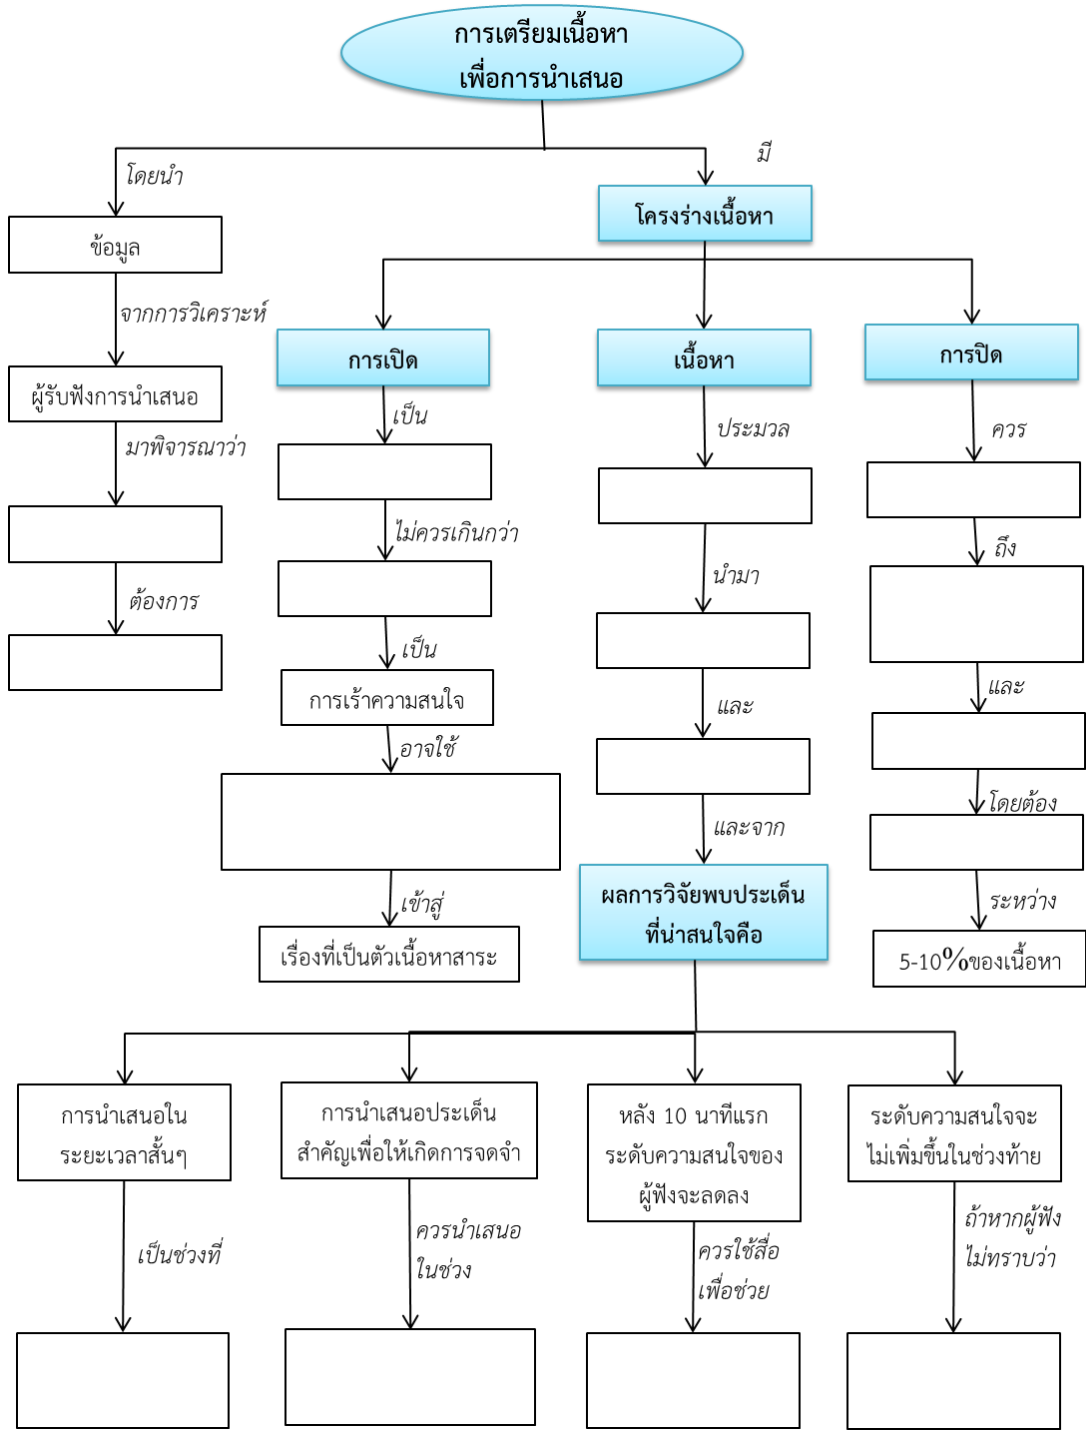 การเตรียมเนื้อหา
เพื่อการนำเสนอ
โดยนำ
มี
ข้อมูล
โครงร่างเนื้อหา
จากการวิเคราะห์
ผู้รับฟังการนำเสนอ
มาพิจารณาว่า
ต้องการ
การเปิด
เป็น
ไม่ควรเกินกว่า
เป็น
การเร้าความสนใจ
อาจใช้
เข้าสู่
เรื่องที่เป็นตัวเนื้อหาสาระ
เนื้อหา
ประมวล
นำมา
และ
และจาก
ผลการวิจัยพบประเด็น
ที่น่าสนใจคือ
การปิด
ควร
ถึง
และ
โดยต้อง
ระหว่าง
5-10%ของเนื้อหา
การนำเสนอใน
ระยะเวลาสั้นๆ
เป็นช่วงที่
การนำเสนอประเด็น
สำคัญเพื่อให้เกิดการจดจำ
ควรนำเสนอ
ในช่วง
หลัง 10 นาทีแรก
ระดับความสนใจของ
ผู้ฟังจะลดลง
ควรใช้สื่อ
เพื่อช่วย
ระดับความสนใจจะ
ไม่เพิ่มขึ้นในช่วงท้าย
ถ้าหากผู้ฟัง
ไม่ทราบว่า